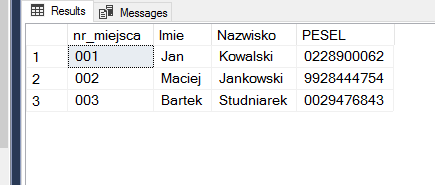 Results Messages
nr_miejsca Imie Nazwisko PESEL
1 001 Jan Kowalski 0228900062
2 002 Maciej Jankowski 9928444754
3 003 Bartek Studniarek 0029476843